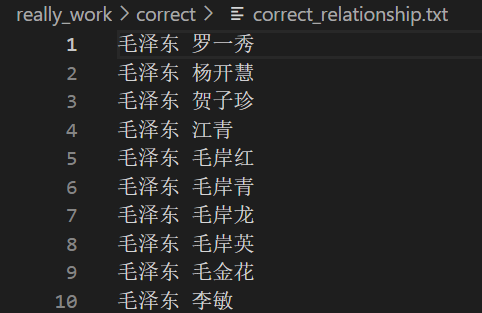 really_work > correct > correct_relationship.txt
1 毛泽东 罗一秀
2 毛泽东 杨开慧
3 毛泽东 贺子珍
4 毛泽东 江青
5 毛泽东 毛岸红
6 毛泽东 毛岸青
7 毛泽东 毛岸龙
8 毛泽东 毛岸英
9 毛泽东 毛金花
10 毛泽东 李敏